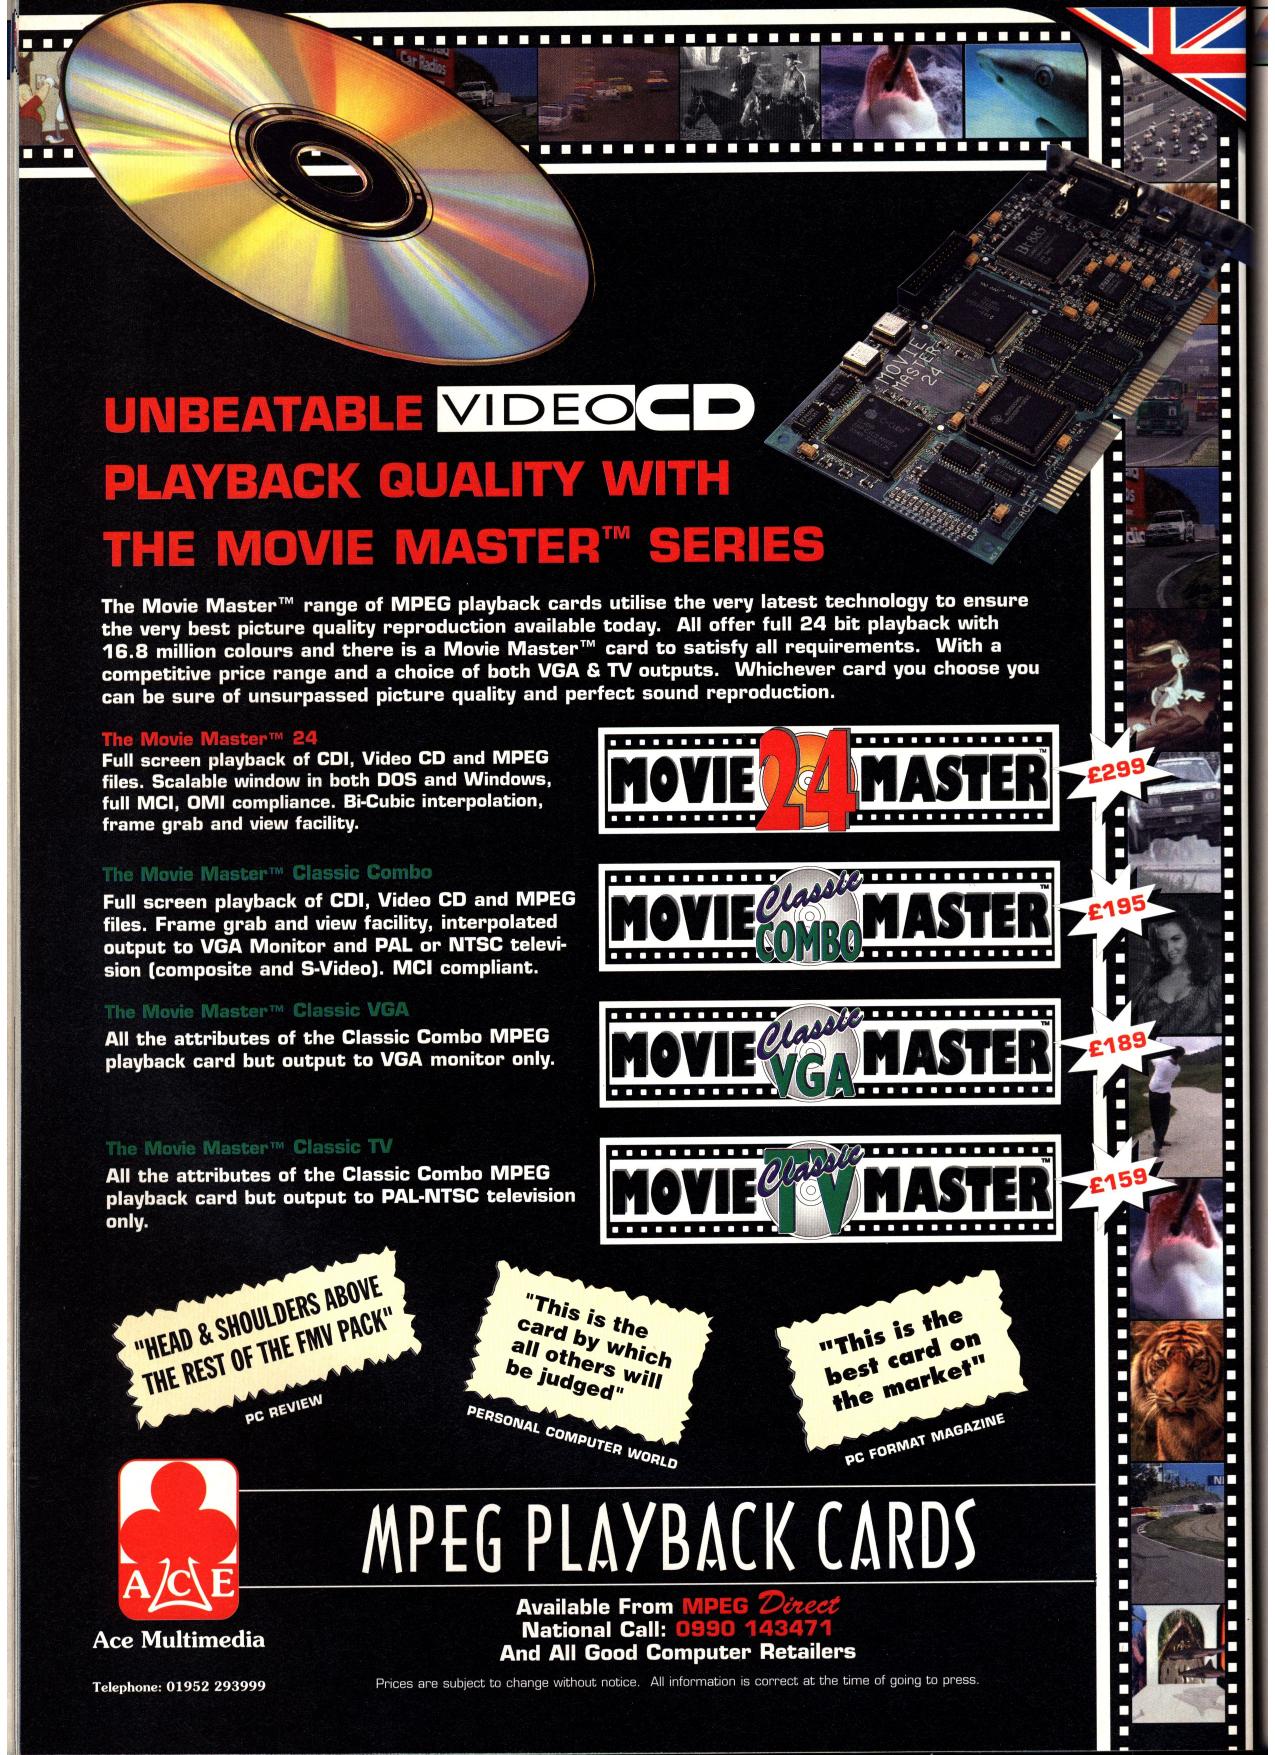 Car Radios
Bt885
MOVIE
MASTER
24
UNBEATABLE VIDEO CD
PLAYBACK QUALITY WITH
THE MOVIE MASTER™ SERIES
The Movie Master™ range of MPEG playback cards utilise the very latest technology to ensure
the very best picture quality reproduction available today. All offer full 24 bit playback with
16.8 million colours and there is a Movie Master™ card to satisfy all requirements. With a
competitive price range and a choice of both VGA & TV outputs. Whichever card you choose you
can be sure of unsurpassed picture quality and perfect sound reproduction.
The Movie Master™ 24
Full screen playback of CDI, Video CD and MPEG
files. Scalable window in both DOS and Windows,
full MCI, OMI compliance. Bi-Cubic interpolation,
frame grab and view facility.
MOVIE 24 MASTER™
£299
The Movie Master™ Classic Combo
Full screen playback of CDI, Video CD and MPEG
files. Frame grab and view facility, interpolated
output to VGA Monitor and PAL or NTSC televi-
sion (composite and S-Video). MCI compliant.
MOVIE Classic COMBO MASTER™
£195
The Movie Master™ Classic VGA
All the attributes of the Classic Combo MPEG
playback card but output to VGA monitor only.
MOVIE Classic VGA MASTER™
£189
The Movie Master™ Classic TV
All the attributes of the Classic Combo MPEG
playback card but output to PAL-NTSC television
only.
MOVIE Classic TV MASTER™
£159
"HEAD & SHOULDERS ABOVE
THE REST OF THE FMV PACK"
PC REVIEW
"This is the
card by which
all others will
be judged"
PERSONAL COMPUTER WORLD
"This is the
best card on
the market"
PC FORMAT MAGAZINE
ACE
Ace Multimedia
Telephone: 01952 293999
MPEG PLAYBACK CARDS
Available From MPEG Direct
National Call: 0990 143471
And All Good Computer Retailers
Prices are subject to change without notice. All information is correct at the time of going to press.